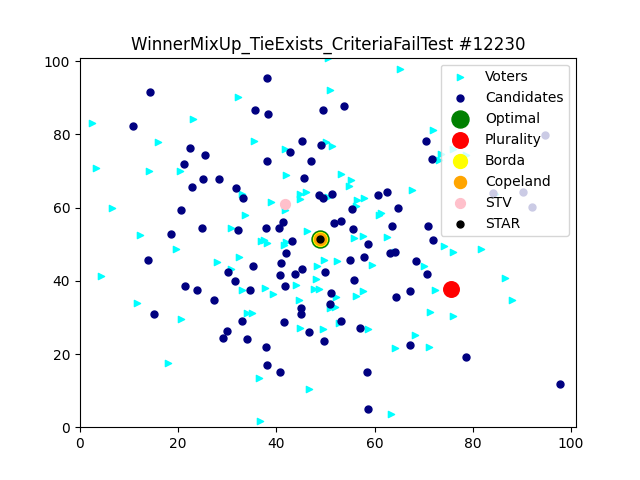 WinnerMixUp_TieExists_CriteriaFailTest #12230
100
80
60
40
20
0
0 20 40 60 80 100
Voters
Candidates
Optimal
Plurality
Borda
Copeland
STV
STAR